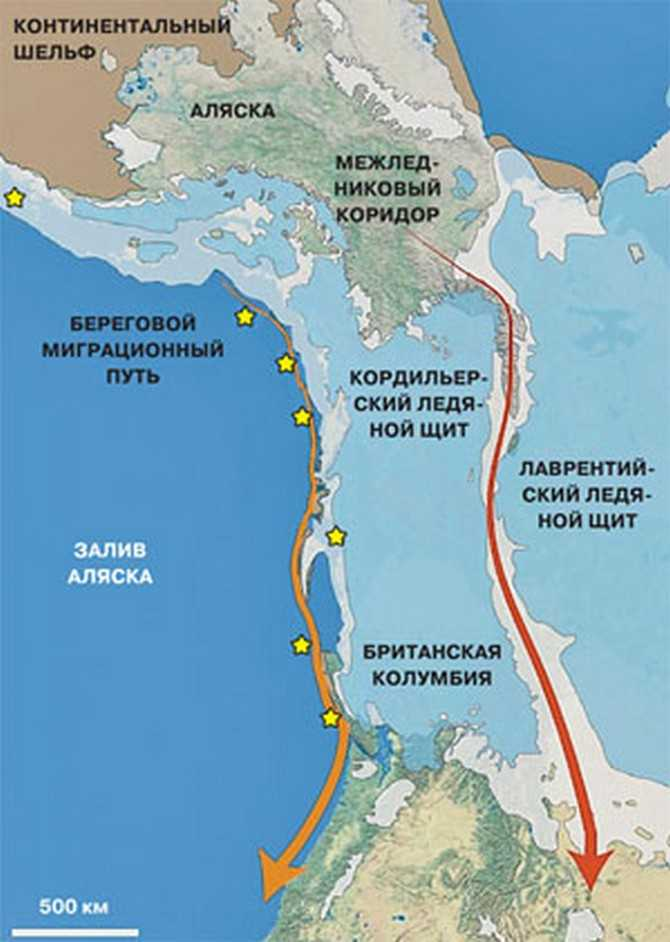 КОНТИНЕНТАЛЬНЫЙ
ШЕЛЬФ
АЛЯСКА
МЕЖЛЕД-
НИКОВЫЙ
КОРИДОР
БЕРЕГОВОЙ
МИГРАЦИОННЫЙ
ПУТЬ
КОРДИЛЬЕР-
СКИЙ ЛЕДЯ-
НОЙ ЩИТ
ЛАВРЕНТИЙ-
СКИЙ ЛЕДЯ-
НОЙ ЩИТ
ЗАЛИВ
АЛЯСКА
БРИТАНСКАЯ
КОЛУМБИЯ
500 км